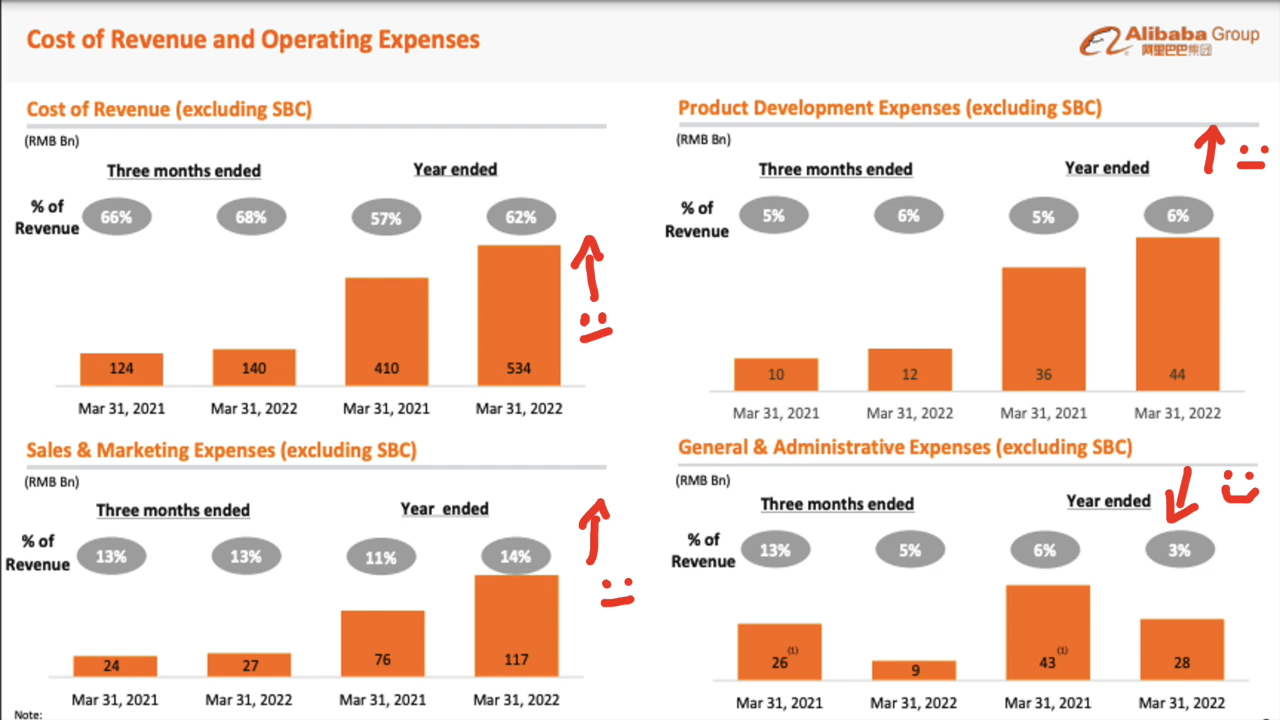 Cost of Revenue and Operating Expenses
Alibaba Group
阿里巴巴集团
Cost of Revenue (excluding SBC)
(RMB Bn)
Three months ended
Year ended
% of
Revenue
66%
68%
57%
62%
124
140
410
534
Mar 31, 2021
Mar 31, 2022
Mar 31, 2021
Mar 31, 2022
Product Development Expenses (excluding SBC)
(RMB Bn)
Three months ended
Year ended
% of
Revenue
5%
6%
5%
6%
10
12
36
44
Mar 31, 2021
Mar 31, 2022
Mar 31, 2021
Mar 31, 2022
Sales & Marketing Expenses (excluding SBC)
(RMB Bn)
Three months ended
Year ended
% of
Revenue
13%
13%
11%
14%
24
27
76
117
Mar 31, 2021
Mar 31, 2022
Mar 31, 2021
Mar 31, 2022
Note:
General & Administrative Expenses (excluding SBC)
(RMB Bn)
Three months ended
Year ended
% of
Revenue
13%
5%
6%
3%
26 (1)
9
43 (1)
28
Mar 31, 2021
Mar 31, 2022
Mar 31, 2021
Mar 31, 2022